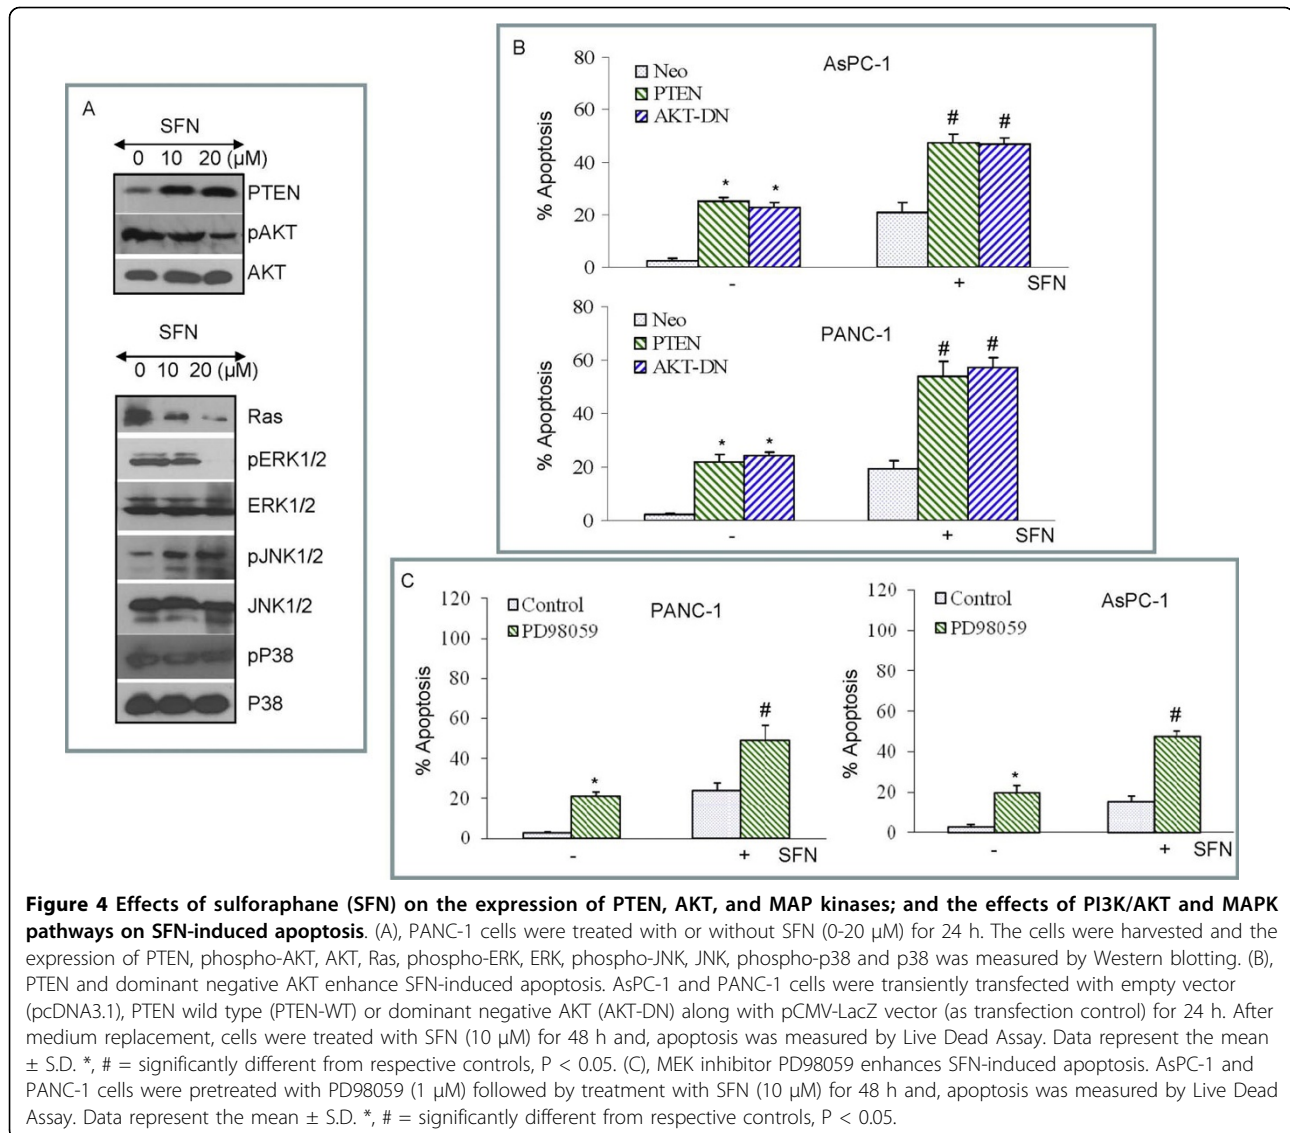 A
SFN
0 10 20 (µM)
PTEN
pAKT
AKT
SFN
0 10 20 (µM)
Ras
pERK1/2
ERK1/2
pJNK1/2
JNK1/2
pP38
P38
B
AsPC-1
Neo
PTEN
AKT-DN
% Apoptosis
80
60
40
20
0
* *
# #
- + SFN
PANC-1
Neo
PTEN
AKT-DN
% Apoptosis
80
60
40
20
0
* *
# #
- + SFN
C
PANC-1
Control
PD98059
% Apoptosis
120
100
80
60
40
20
0
*
#
- + SFN
AsPC-1
Control
PD98059
% Apoptosis
120
100
80
60
40
20
0
*
#
- + SFN
Figure 4 Effects of sulforaphane (SFN) on the expression of PTEN, AKT, and MAP kinases; and the effects of PI3K/AKT and MAPK
pathways on SFN-induced apoptosis. (A), PANC-1 cells were treated with or without SFN (0-20 µM) for 24 h. The cells were harvested and the
expression of PTEN, phospho-AKT, AKT, Ras, phospho-ERK, ERK, phospho-JNK, JNK, phospho-p38 and p38 was measured by Western blotting. (B),
PTEN and dominant negative AKT enhance SFN-induced apoptosis. AsPC-1 and PANC-1 cells were transiently transfected with empty vector
(pcDNA3.1), PTEN wild type (PTEN-WT) or dominant negative AKT (AKT-DN) along with pCMV-LacZ vector (as transfection control) for 24 h. After
medium replacement, cells were treated with SFN (10 µM) for 48 h and, apoptosis was measured by Live Dead Assay. Data represent the mean
± S.D. *, # = significantly different from respective controls, P < 0.05. (C), MEK inhibitor PD98059 enhances SFN-induced apoptosis. AsPC-1 and
PANC-1 cells were pretreated with PD98059 (1 µM) followed by treatment with SFN (10 µM) for 48 h and, apoptosis was measured by Live Dead
Assay. Data represent the mean ± S.D. *, # = significantly different from respective controls, P < 0.05.